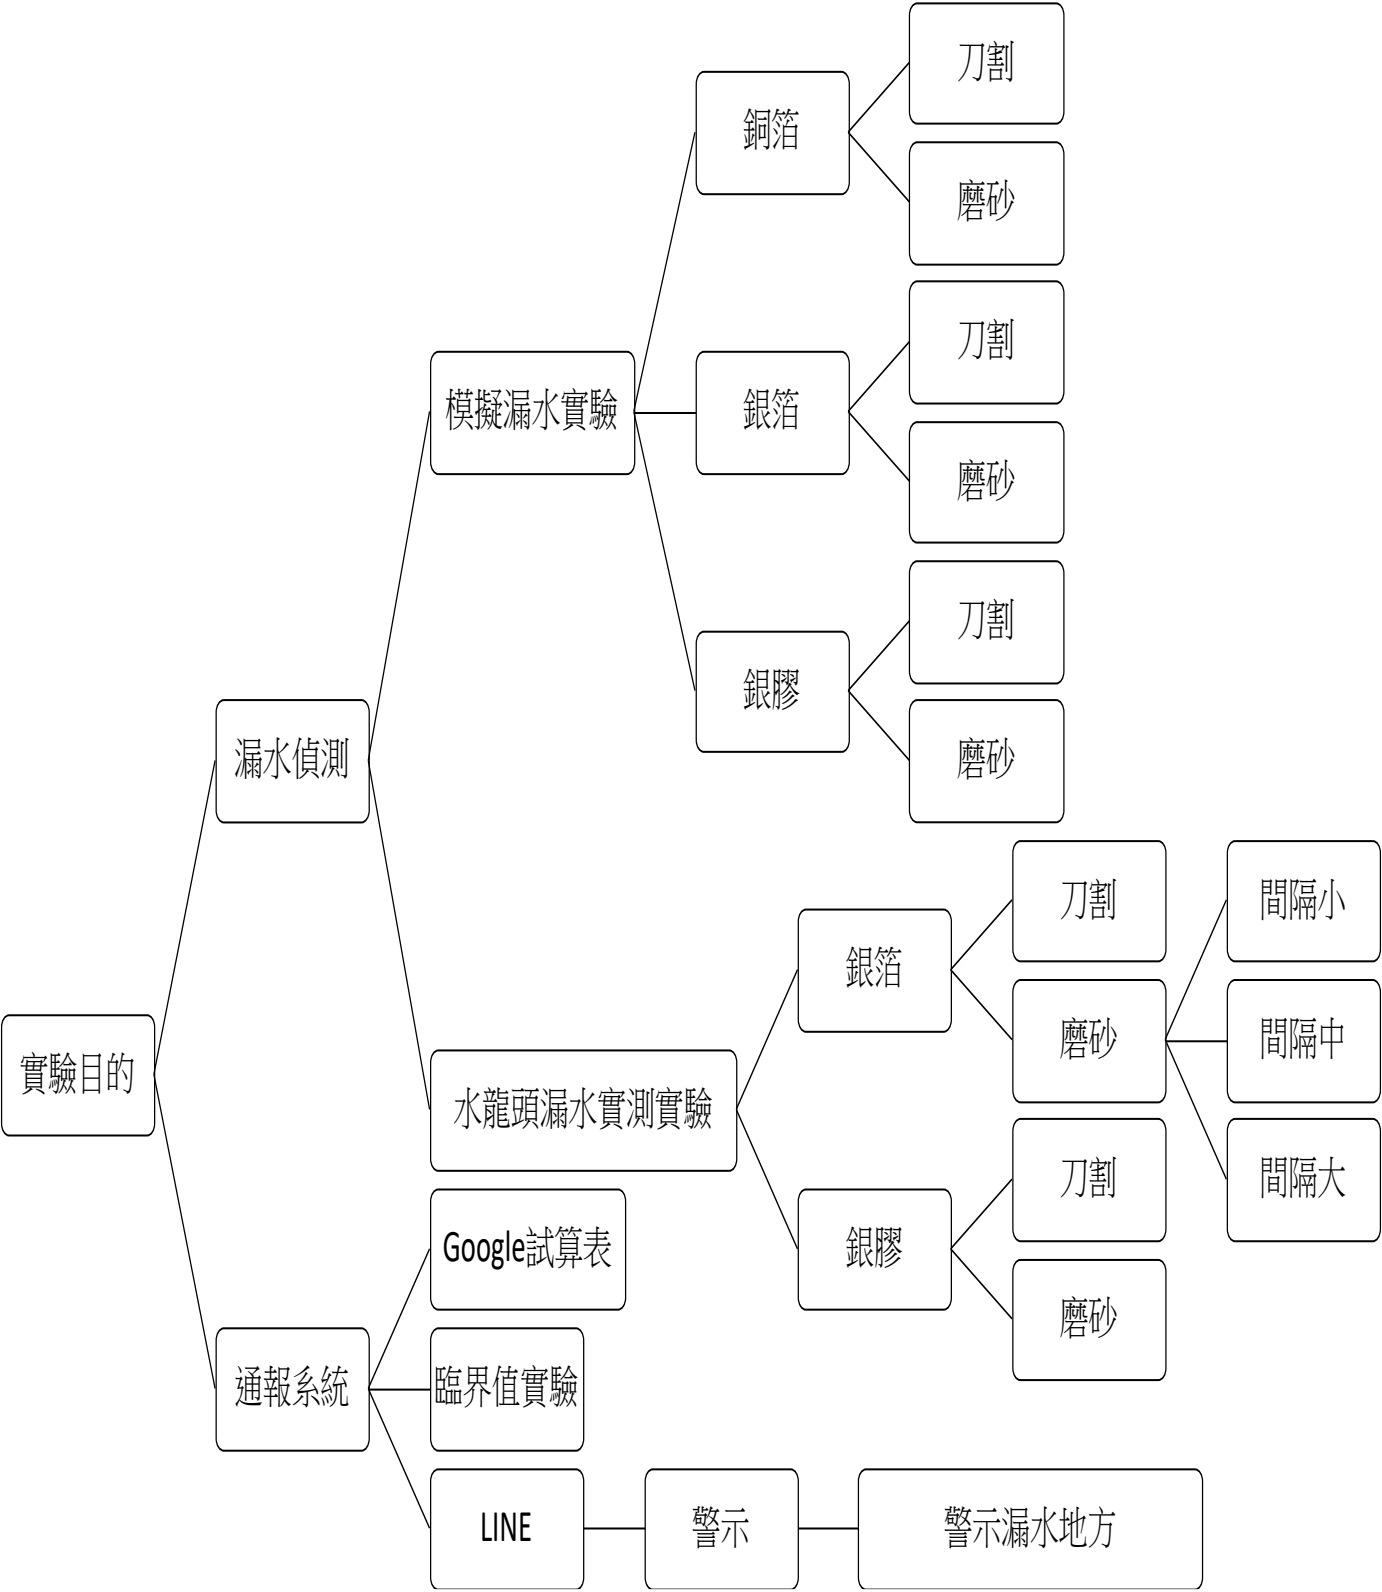 實驗目的
漏水偵測
模擬漏水實驗
銅箔
刀割
磨砂
銀箔
刀割
磨砂
銀膠
刀割
磨砂
水龍頭漏水實測實驗
銀箔
刀割
磨砂
間隔小
間隔中
間隔大
銀膠
刀割
磨砂
通報系統
Google試算表
臨界值實驗
LINE
警示
警示漏水地方